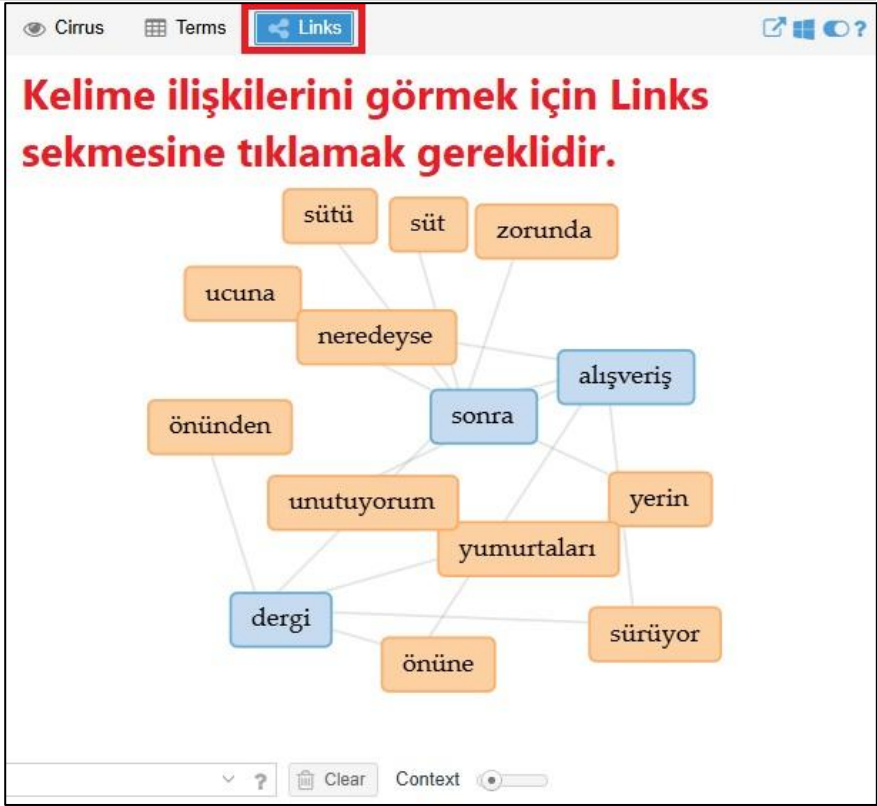 Cirrus Terms Links ?
Kelime ilişkilerini görmek için Links
sekmesine tıklamak gereklidir.
sütü süt zorunda
ucuna
neredeyse
alışveriş
sonra
önünden
unutuyorum yerin
yumurtaları
dergi
sürüyor
önüne
? Clear Context